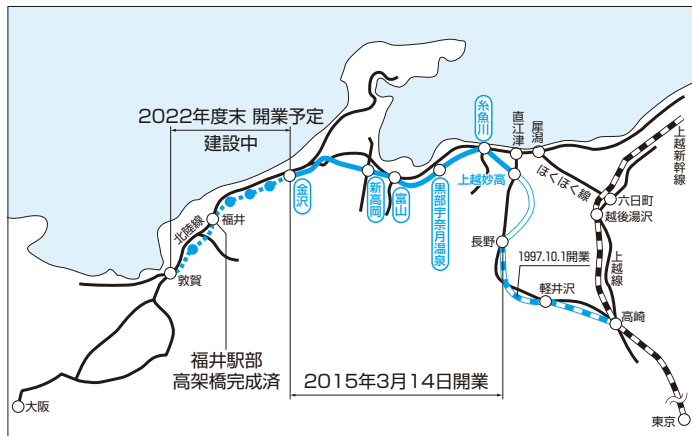 2022年度末 開業予定
建設中
糸魚川
直江津
犀潟
ほくほく線
上越新幹線
金沢
新高岡
富山
黒部宇奈月温泉
上越妙高
六日町
越後湯沢
北陸線
福井
長野
1997.10.1開業
上越線
敦賀
軽井沢
高崎
福井駅部
高架橋完成済
2015年3月14日開業
大阪
東京